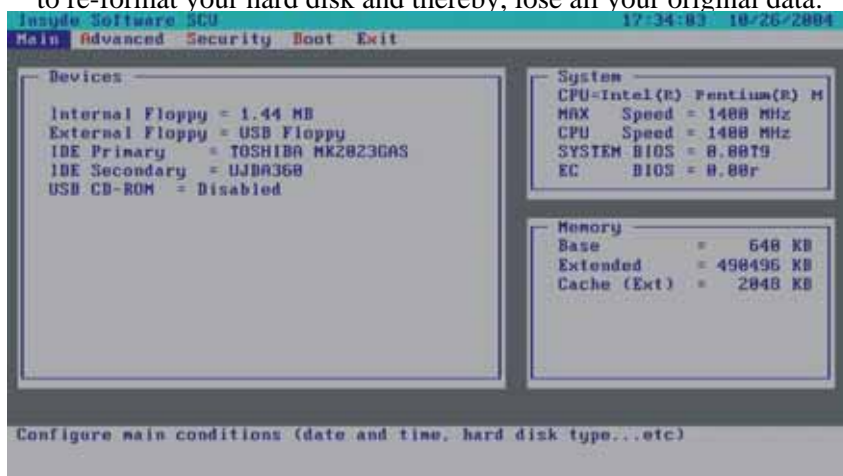 to re-format your hard disk and thereby, lose all your original data.
Insyde Software SCU 17:34:03 10/26/2004
Main Advanced Security Boot Exit
Devices
Internal Floppy = 1.44 MB
External Floppy = USB Floppy
IDE Primary = TOSHIBA MK2023GAS
IDE Secondary = UJDA360
USB CD-ROM = Disabled
System
CPU=Intel(R) Pentium(R) M
MAX Speed = 1400 MHz
CPU Speed = 1400 MHz
SYSTEM BIOS = 0.00T9
EC BIOS = 0.00r
Memory
Base = 640 KB
Extended = 490496 KB
Cache (Ext) = 2048 KB
Configure main conditions (date and time, hard disk type...etc)